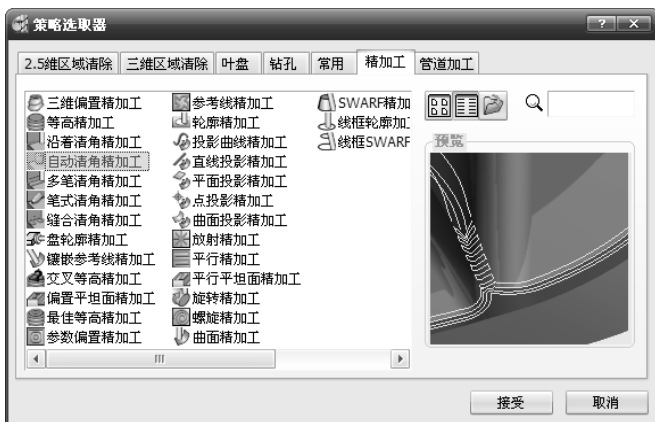 策略选取器
2.5维区域清除 三维区域清除 叶盘 钻孔 常用 精加工 管道加工
三维偏置精加工 参考线精加工 SWARF精加
等高精加工 轮廓精加工 线框轮廓加工
沿着清角精加工 投影曲线精加工 线框SWARF
自动清角精加工 直线投影精加工
多笔清角精加工 平面投影精加工
笔式清角精加工 点投影精加工
缝合清角精加工 曲面投影精加工
盘轮廓精加工 放射精加工
镶嵌参考线精加工 平行精加工
交叉等高精加工 平行平坦面精加工
偏置平坦面精加工 旋转精加工
最佳等高精加工 螺旋精加工
参数偏置精加工 曲面精加工
预览
接受 取消